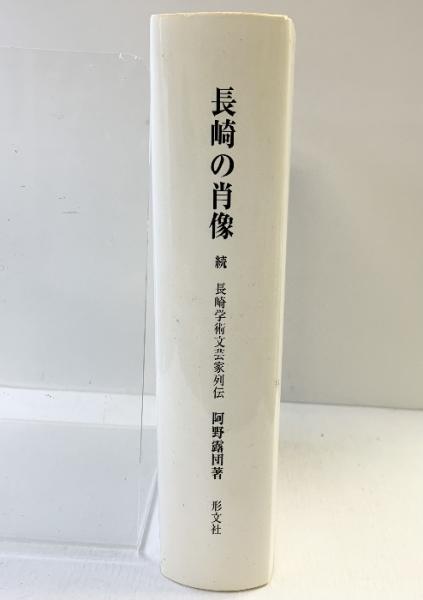 長崎の肖像
続 長崎学術文芸家列伝
阿野露団著
形文社